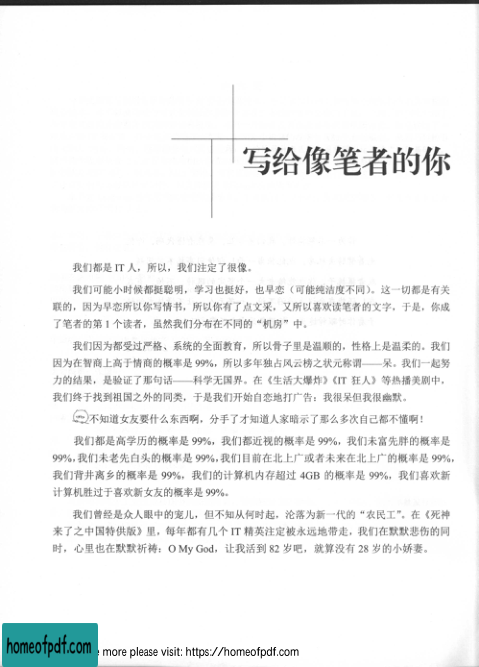 写给像笔者的你
我们都是 IT 人，所以，我们注定了很像。
我们可能小时候都挺聪明，学习也挺好，也早恋（可能纯洁度不同）。这一切都是有关
联的，因为早恋所以你写情书，所以你有了点文采，又所以喜欢读笔者的文字，于是，你成
了笔者的第 1 个读者，虽然我们分布在不同的“机房”中。
我们因为都受过严格、系统的全面教育，所以骨子里是温顺的，性格上是温柔的。我们
因为在智商上高于情商的概率是 99%，所以多年独占风云榜之状元称谓——呆。我们一起努
力的结果，是验证了那句话——科学无国界。在《生活大爆炸》《IT 狂人》等热播美剧中，
我们终于找到祖国之外的同类，于是我们开始自恋地打广告：我很呆但我很幽默。
不知道女友要什么东西啊，分手了才知道人家暗示了那么多次自己都不懂啊！
我们都是高学历的概率是 99%，我们都近视的概率是 99%，我们未富先胖的概率是
99%，我们未老先白头的概率是 99%，我们目前在北上广或者未来在北上广的概率是 99%，
我们背井离乡的概率是 99%，我们的计算机内存超过 4GB 的概率是 99%，我们喜欢新
计算机胜过于喜欢新女友的概率是 99%。
我们曾经是众人眼中的宠儿，但不知从何时起，沦落为新一代的“农民工”。在《死神
来了之中国特供版》里，每年都有几个 IT 精英注定被永远地带走，我们在默默悲伤的同
时，心里也在默默祈祷：O My God，让我活到 82 岁吧，就算没有 28 岁的小娇妻。
homeofpdf.com
more please visit: https://homeofpdf.com